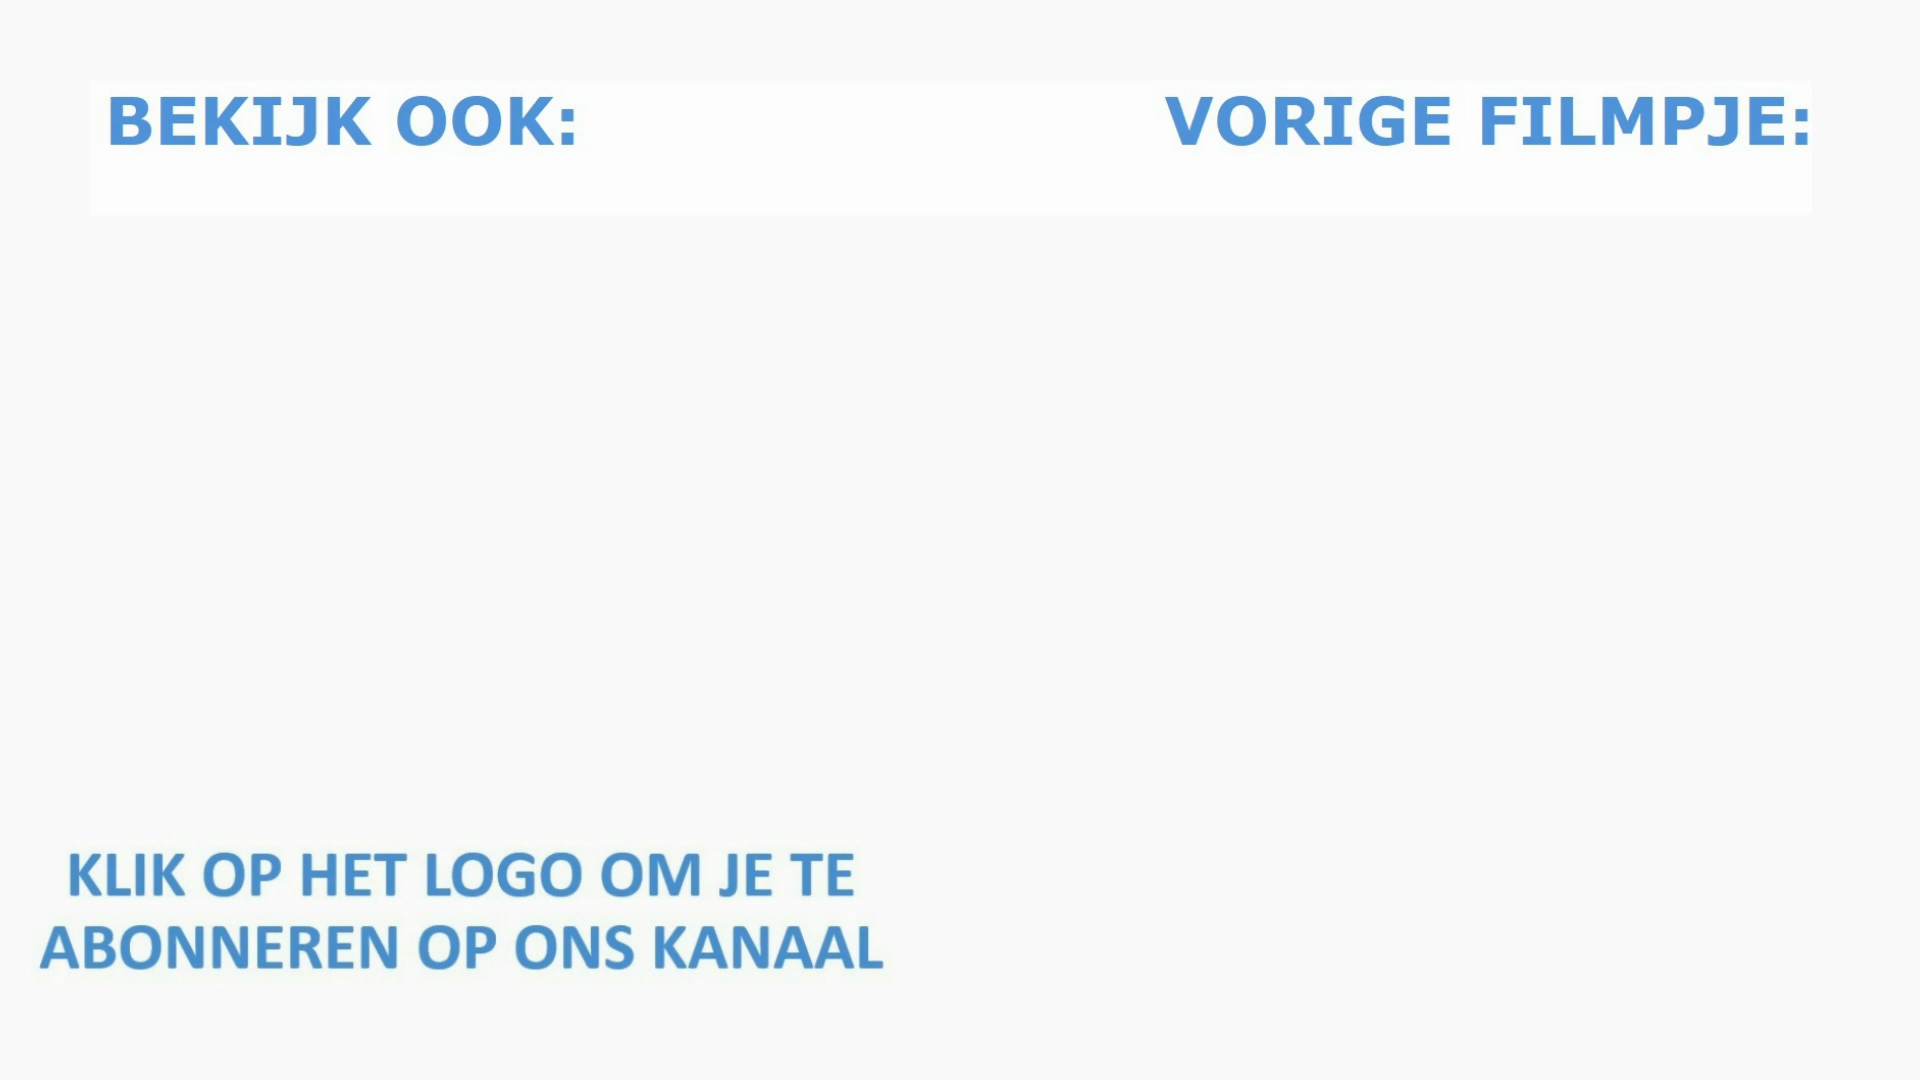 BEKIJK OOK:
VORIGE FILMPJE:
KLIK OP HET LOGO OM JE TE
ABONNEREN OP ONS KANAAL